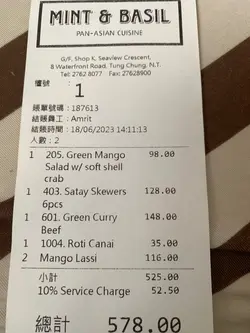 MINT & BASIL
PAN-ASIAN CUISINE
G/F, Shop K, Seaview Crescent,
8 Waterfront Road, Tung Chung, N.T.
Tel: 2762 8077 Fax: 27628900
檯號 :
1
賬單號碼 : 187613
結賬員工 : Amrit
結賬時間 : 18/06/2023 14:11:13
人數 : 2
1 205. Green Mango Salad w/ soft shell crab 98.00
1 403. Satay Skewers 6pcs 128.00
1 601. Green Curry Beef 148.00
1 1004. Roti Canai 35.00
2 Mango Lassi 116.00
小計 525.00
10% Service Charge 52.50
總計 578.00